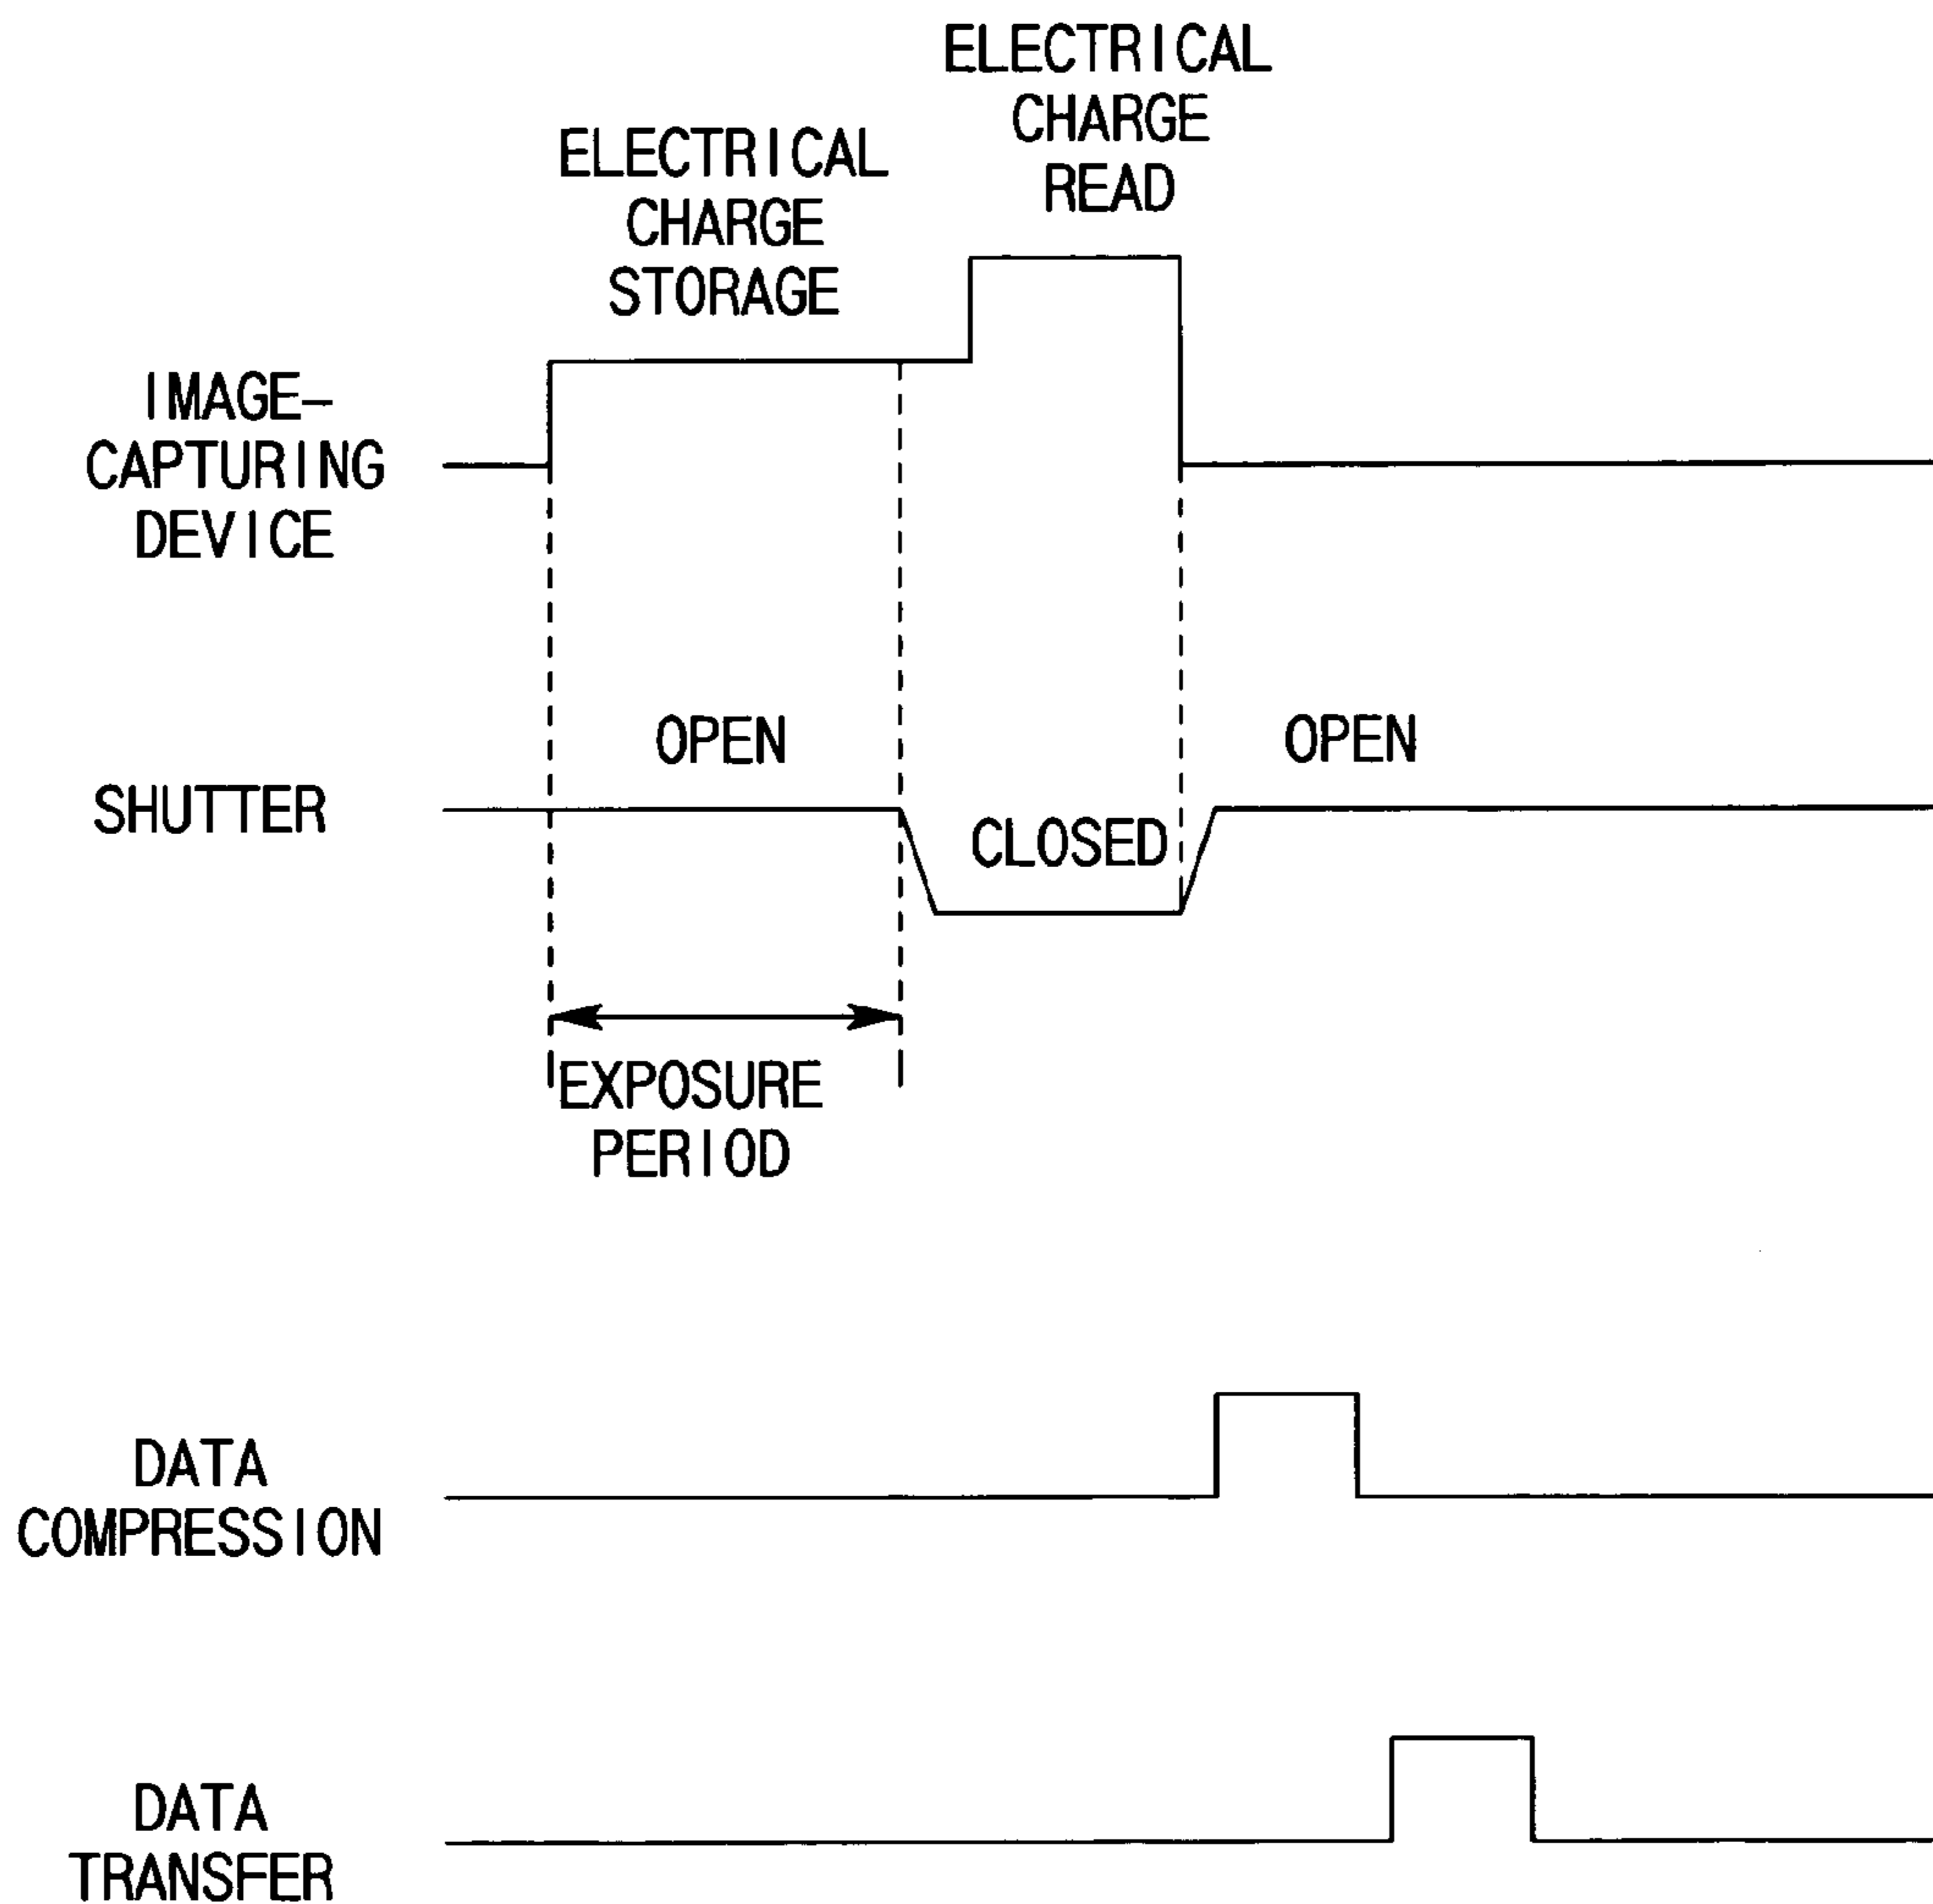 ELECTRICAL
CHARGE
READ
ELECTRICAL
CHARGE
STORAGE
IMAGE-
CAPTURING
DEVICE
OPEN
OPEN
SHUTTER
CLOSED
EXPOSURE
PERIOD
DATA
COMPRESSION
DATA
TRANSFER